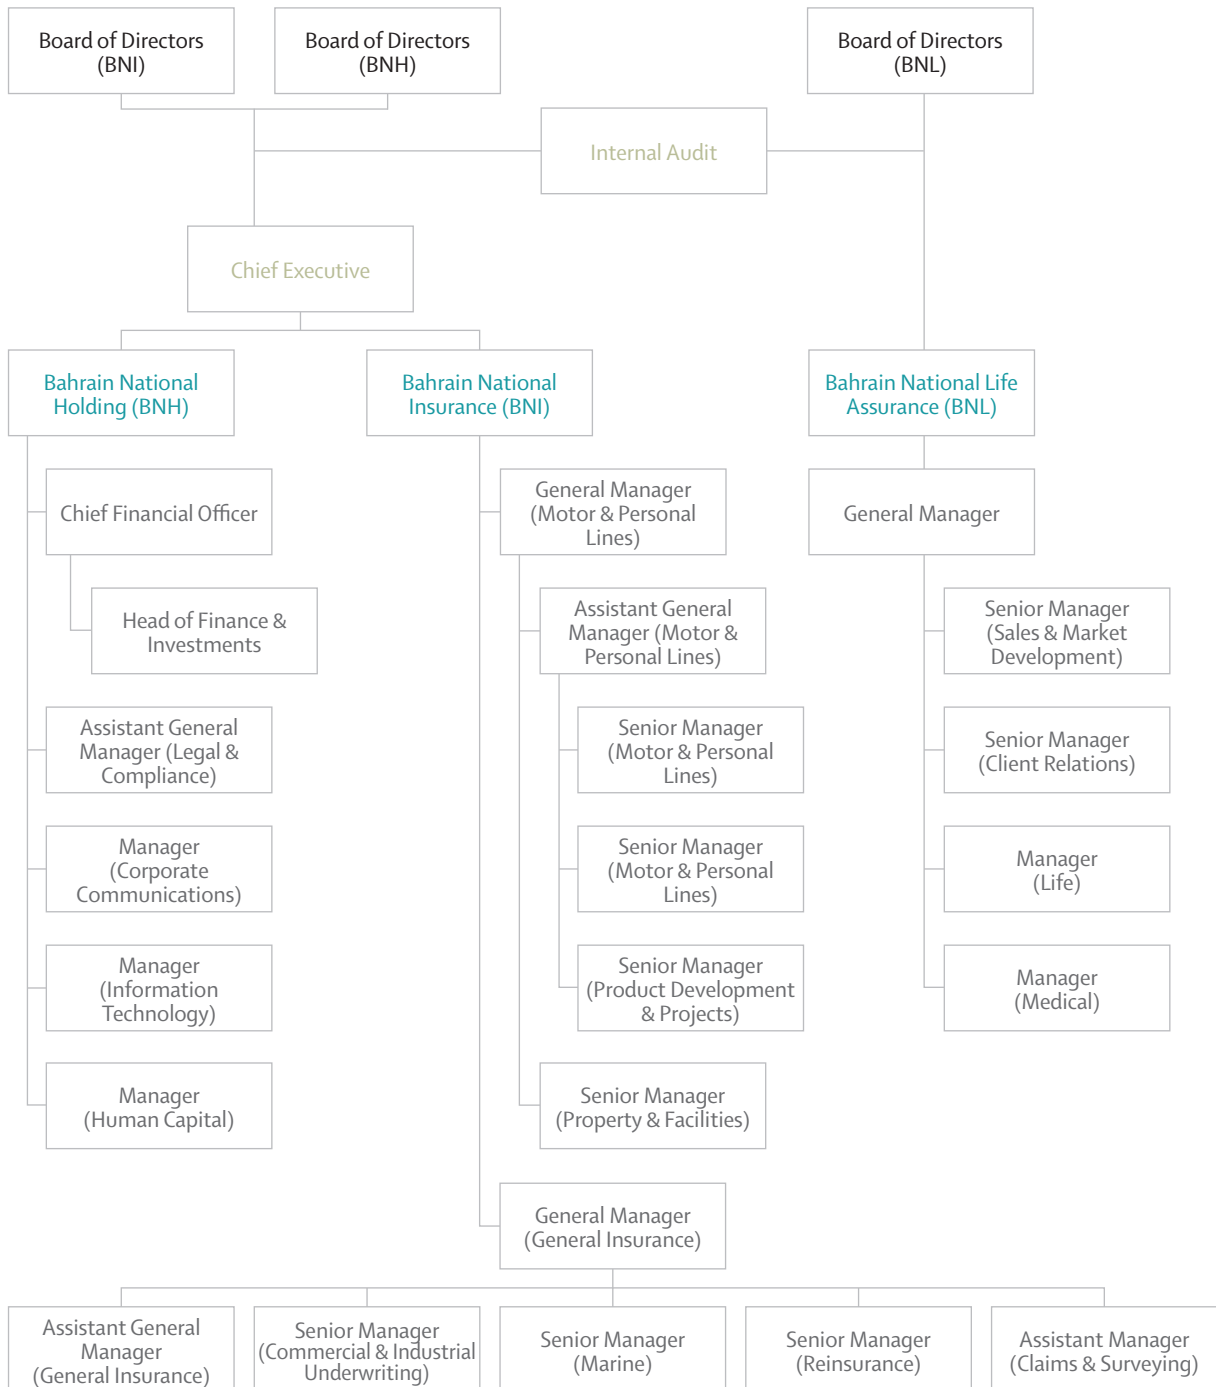 Board of Directors
(BNI)
Board of Directors
(BNH)
Board of Directors
(BNL)
Internal Audit
Chief Executive
Bahrain National
Holding (BNH)
Bahrain National
Insurance (BNI)
Bahrain National Life
Assurance (BNL)
Chief Financial Officer
General Manager
(Motor & Personal
Lines)
General Manager
Head of Finance &
Investments
Assistant General
Manager (Motor &
Personal Lines)
Senior Manager
(Sales & Market
Development)
Assistant General
Manager (Legal &
Compliance)
Senior Manager
(Motor & Personal
Lines)
Senior Manager
(Client Relations)
Manager
(Corporate
Communications)
Senior Manager
(Motor & Personal
Lines)
Manager
(Life)
Manager
(Information
Technology)
Senior Manager
(Product Development
& Projects)
Manager
(Medical)
Manager
(Human Capital)
Senior Manager
(Property & Facilities)
General Manager
(General Insurance)
Assistant General
Manager
(General Insurance)
Senior Manager
(Commercial & Industrial
Underwriting)
Senior Manager
(Marine)
Senior Manager
(Reinsurance)
Assistant Manager
(Claims & Surveying)